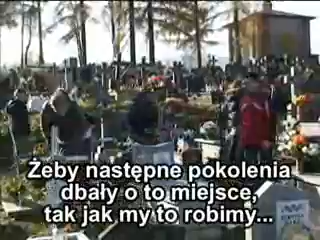 Żeby następne pokolenia
dbały o to miejsce,
tak jak my to robimy...